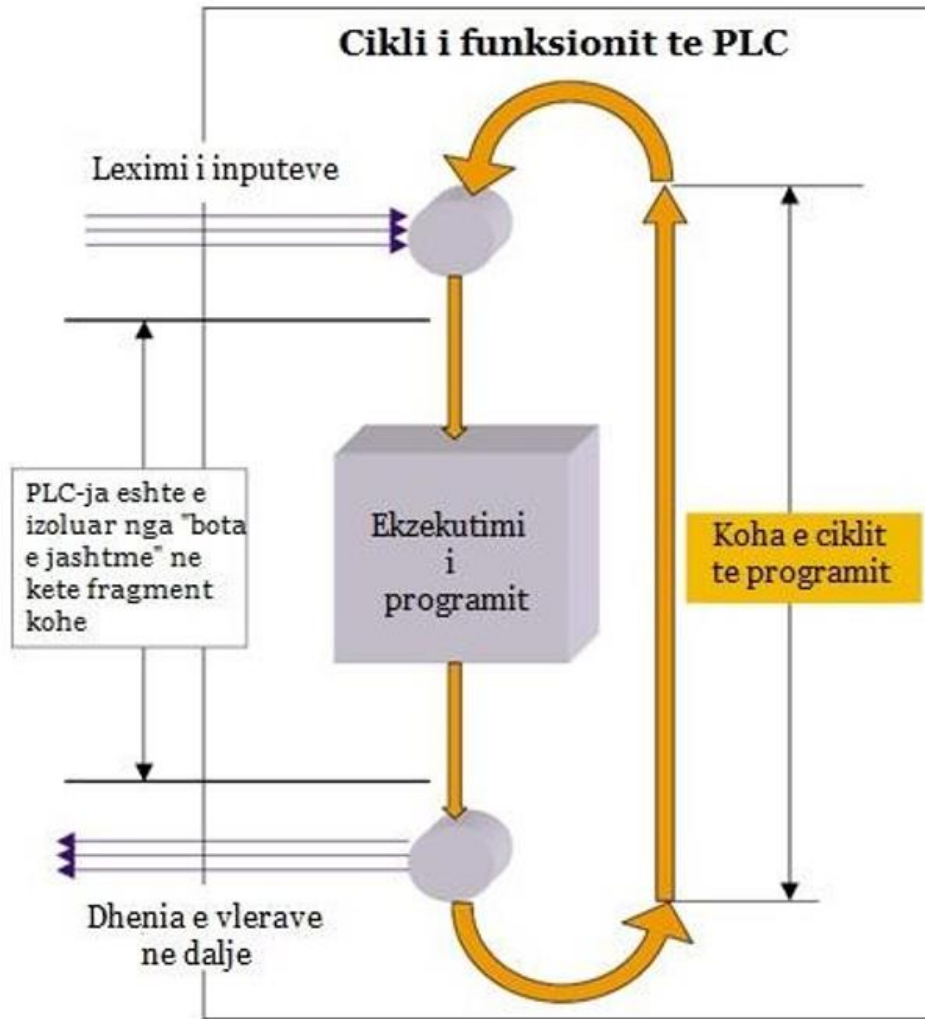 Cikli i funksionit te PLC
Leximi i inputeve
PLC-ja eshte e
izoluar nga "bota
e jashtme" ne
kete fragment
kohe
Ekzekutimi
i
programit
Koha e ciklit
te programit
Dhenia e vlerave
ne dalje